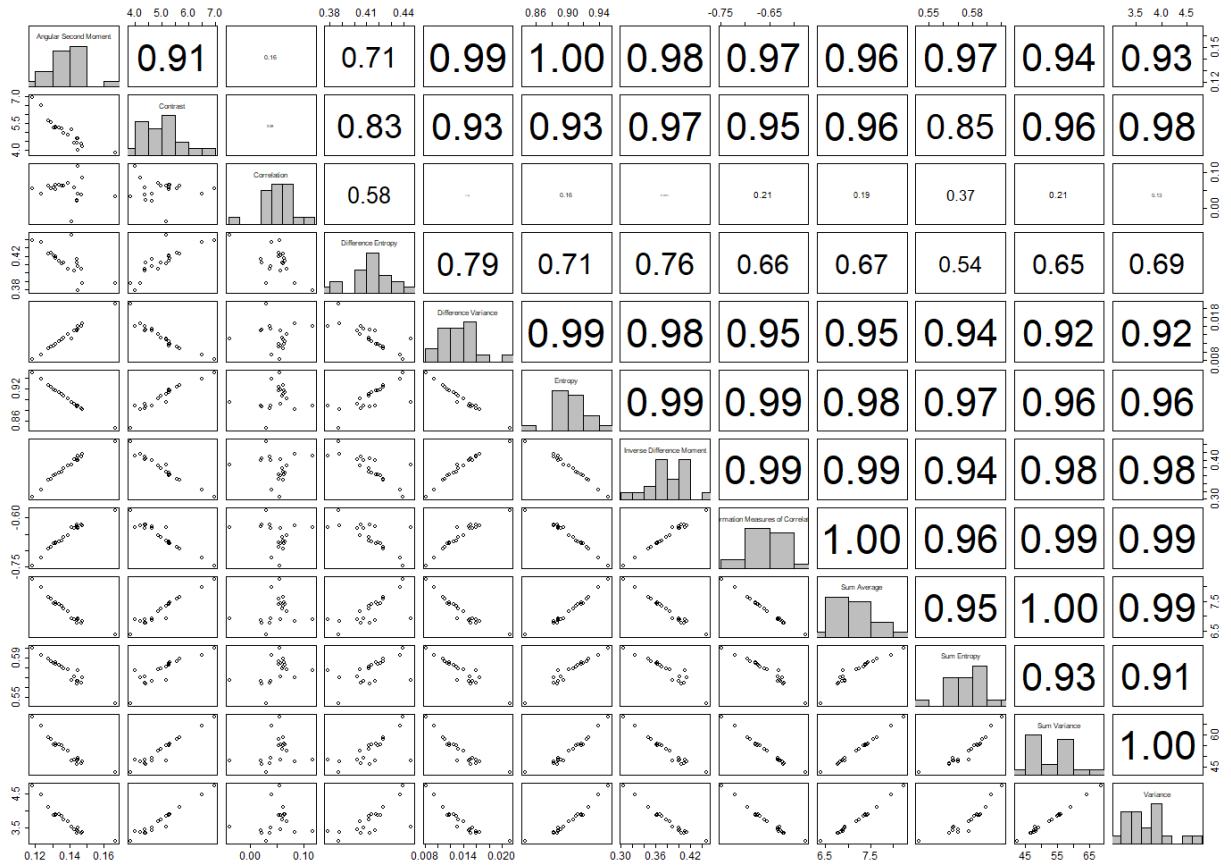 4.0 5.0 6.0 7.0 0.38 0.41 0.44 0.86 0.90 0.94 -0.75 -0.65 0.55 0.58 3.5 4.0 4.5
Angular Second Moment 0.91 0.16 0.71 0.99 1.00 0.98 0.97 0.96 0.97 0.94 0.93 0.12 0.15
4.0 5.5 7.0 Contrast 0.83 0.93 0.93 0.97 0.95 0.96 0.85 0.96 0.98
Correlation 0.58 0.16 0.21 0.19 0.37 0.21 0.13 0.00 0.10
0.38 0.42 Difference Entropy 0.79 0.71 0.76 0.66 0.67 0.54 0.65 0.69
Difference Variance 0.99 0.98 0.95 0.95 0.94 0.92 0.92 0.008 0.018
0.86 0.92 Entropy 0.99 0.99 0.98 0.97 0.96 0.96
Inverse Difference Moment 0.99 0.99 0.94 0.98 0.98 0.30 0.40
-0.75 -0.60 rmation Measures of Correlat 1.00 0.96 0.99 0.99
Sum Average 0.95 1.00 0.99 6.5 7.5
0.55 0.59 Sum Entropy 0.93 0.91
Sum Variance 1.00 45 60
3.5 4.5 Variance
0.12 0.14 0.16 0.00 0.10 0.008 0.014 0.020 0.30 0.36 0.42 6.5 7.5 45 55 65